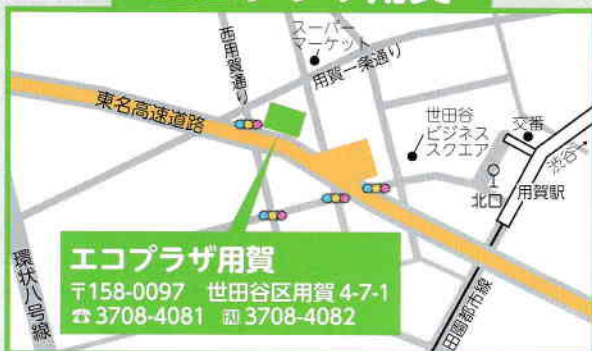 スーパー
マーケット
西用賀通り
用賀一条通り
東名高速道路
世田谷
ビジネス
スクエア
交番
渋谷
北口
用賀駅
エコプラザ用賀
〒158-0097 世田谷区用賀 4-7-1
☎3708-4081 FAX 3708-4082
環状八号線
田園都市線